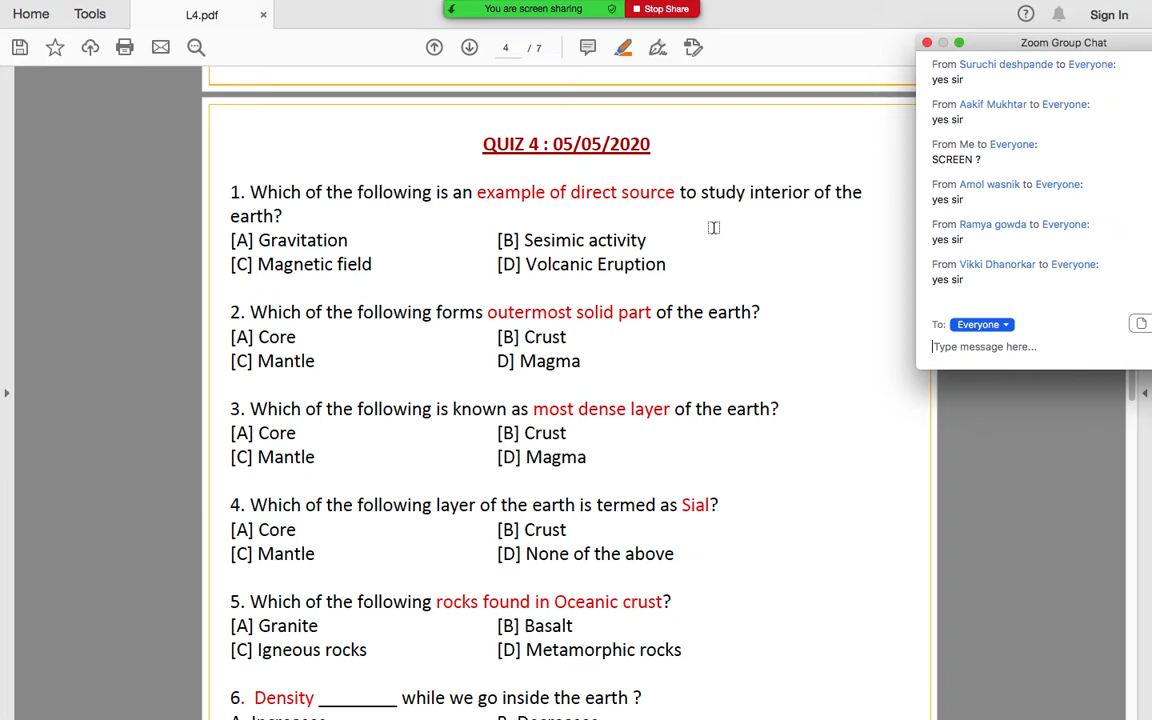 Home Tools L4.pdf ×
You are screen sharing Stop Share
? Sign In
4 / 7
Zoom Group Chat
From Suruchi deshpande to Everyone:
yes sir
From Aakif Mukhtar to Everyone:
yes sir
From Me to Everyone:
SCREEN ?
From Amol wasnik to Everyone:
yes sir
From Ramya gowda to Everyone:
yes sir
From Vikki Dhanorkar to Everyone:
yes sir
To: Everyone
Type message here...
QUIZ 4 : 05/05/2020
1. Which of the following is an example of direct source to study interior of the
earth?
[A] Gravitation [B] Sesimic activity
[C] Magnetic field [D] Volcanic Eruption
2. Which of the following forms outermost solid part of the earth?
[A] Core [B] Crust
[C] Mantle D] Magma
3. Which of the following is known as most dense layer of the earth?
[A] Core [B] Crust
[C] Mantle [D] Magma
4. Which of the following layer of the earth is termed as Sial?
[A] Core [B] Crust
[C] Mantle [D] None of the above
5. Which of the following rocks found in Oceanic crust?
[A] Granite [B] Basalt
[C] Igneous rocks [D] Metamorphic rocks
6. Density ________ while we go inside the earth ?
A. Increases B. Decreases